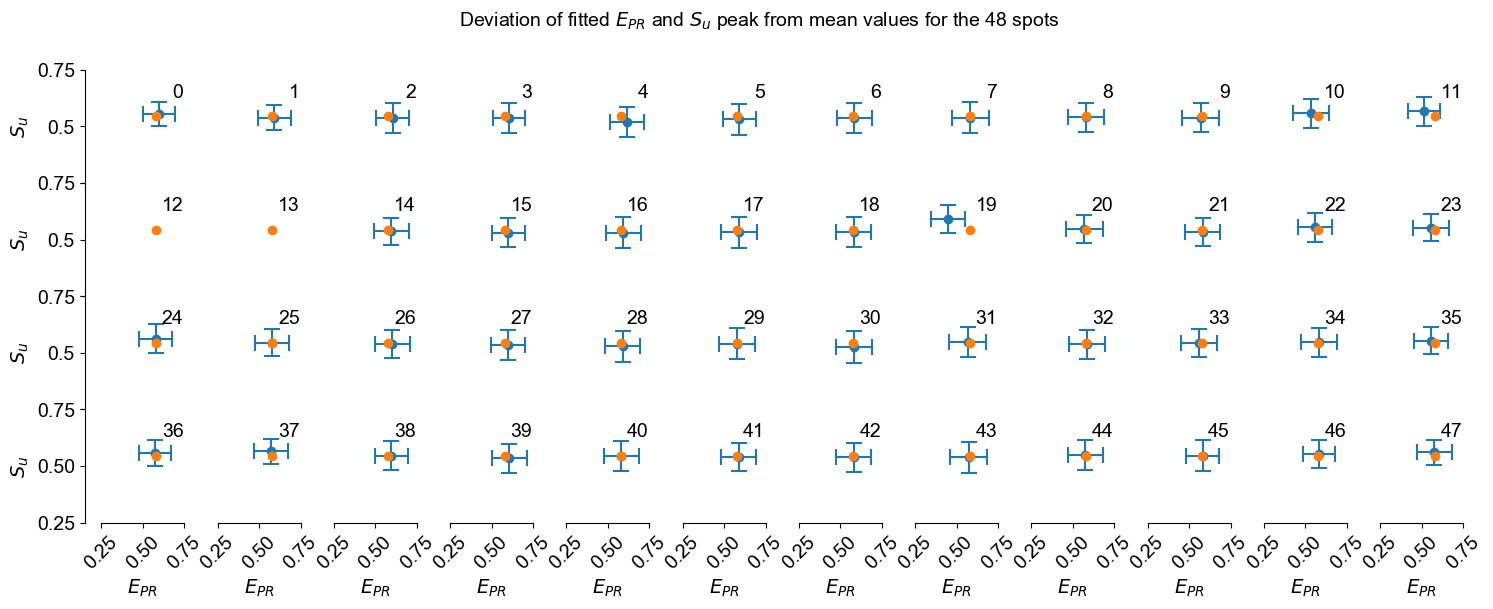 Deviation of fitted E_PR and S_u peak from mean values for the 48 spots
0.75
0 1 2 3 4 5 6 7 8 9 10 11
S_u
0.5
0.75
12 13 14 15 16 17 18 19 20 21 22 23
S_u
0.5
0.75
24 25 26 27 28 29 30 31 32 33 34 35
S_u
0.5
0.75
36 37 38 39 40 41 42 43 44 45 46 47
S_u
0.50
0.25
0.25 0.50 0.75 0.25 0.50 0.75 0.25 0.50 0.75 0.25 0.50 0.75 0.25 0.50 0.75 0.25 0.50 0.75 0.25 0.50 0.75 0.25 0.50 0.75 0.25 0.50 0.75 0.25 0.50 0.75 0.25 0.50 0.75 0.25 0.50 0.75
E_PR E_PR E_PR E_PR E_PR E_PR E_PR E_PR E_PR E_PR E_PR E_PR